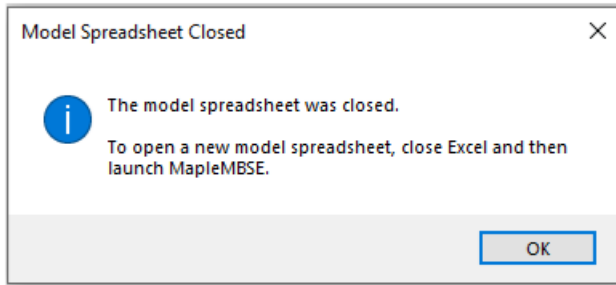 Model Spreadsheet Closed
The model spreadsheet was closed.
To open a new model spreadsheet, close Excel and then
launch MapleMBSE.
OK